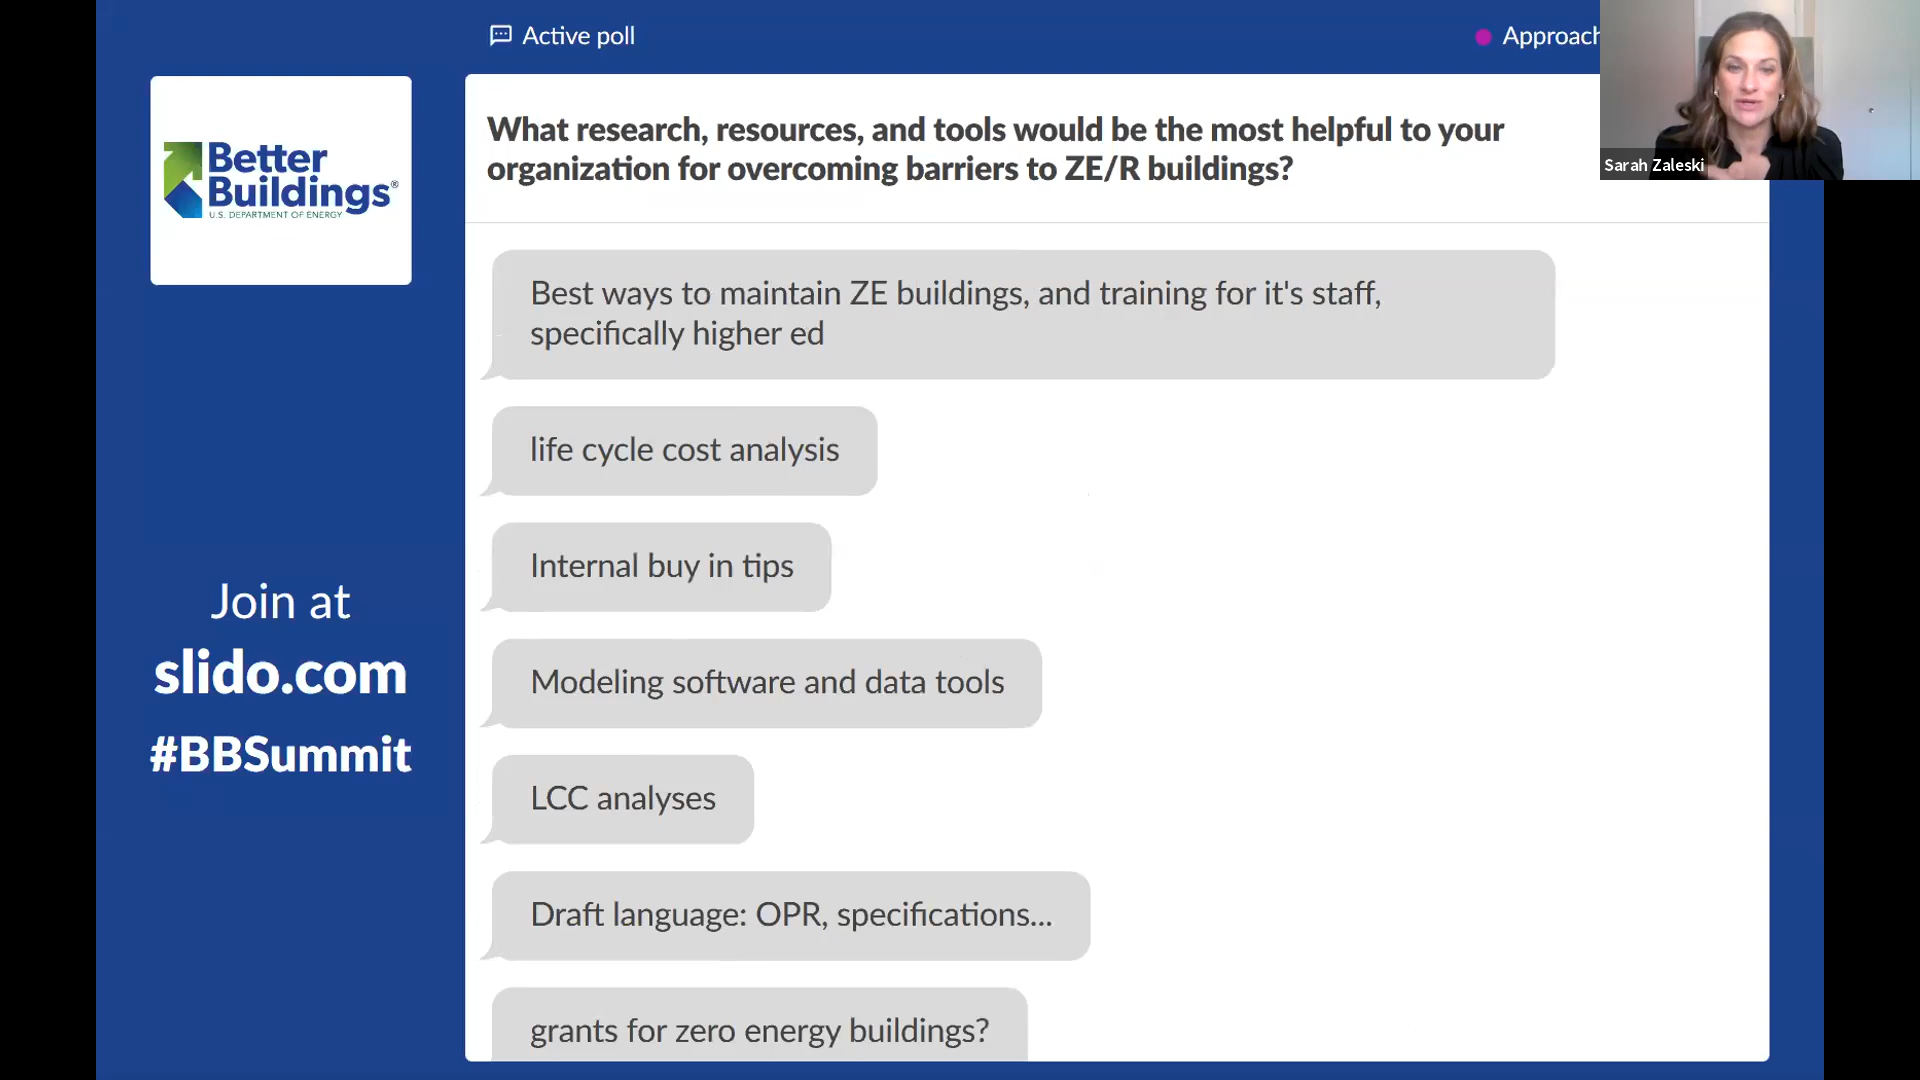 Active poll
Approach
Sarah Zaleski
Better
Buildings®
U.S. DEPARTMENT OF ENERGY
What research, resources, and tools would be the most helpful to your
organization for overcoming barriers to ZE/R buildings?
Best ways to maintain ZE buildings, and training for it's staff,
specifically higher ed
life cycle cost analysis
Internal buy in tips
Modeling software and data tools
LCC analyses
Draft language: OPR, specifications...
grants for zero energy buildings?
Join at
slido.com
#BBSummit